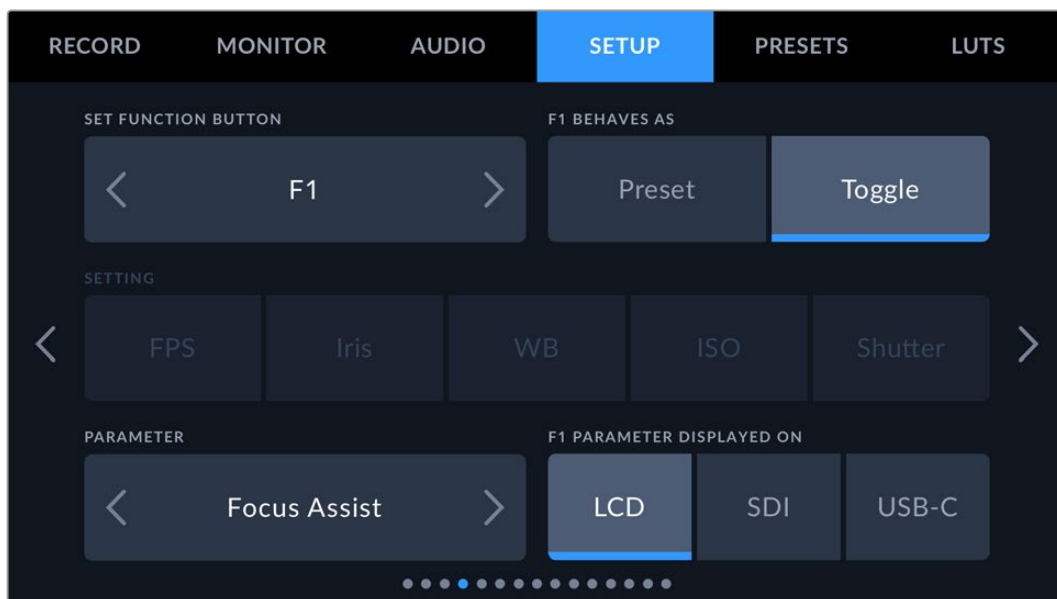 RECORD MONITOR AUDIO SETUP PRESETS LUTS
SET FUNCTION BUTTON F1 BEHAVES AS
F1 Preset Toggle
SETTING
FPS Iris WB ISO Shutter
PARAMETER F1 PARAMETER DISPLAYED ON
Focus Assist LCD SDI USB-C